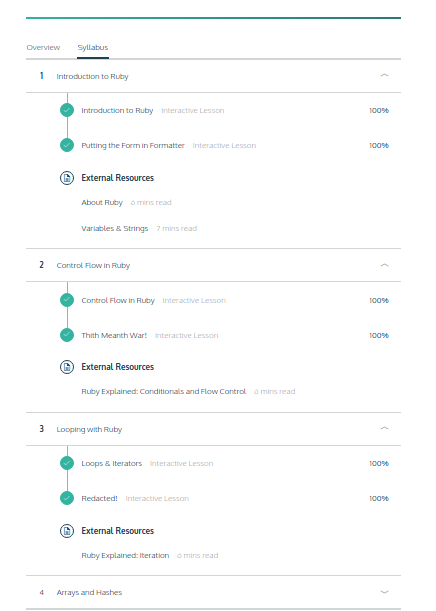 Overview Syllabus
1 Introduction to Ruby
Introduction to Ruby Interactive Lesson 100%
Putting the Form in Formatter Interactive Lesson 100%
External Resources
About Ruby 6 mins read
Variables & Strings 7 mins read
2 Control Flow in Ruby
Control Flow in Ruby Interactive Lesson 100%
Thith Meanth War! Interactive Lesson 100%
External Resources
Ruby Explained: Conditionals and Flow Control 6 mins read
3 Looping with Ruby
Loops & Iterators Interactive Lesson 100%
Redacted! Interactive Lesson 100%
External Resources
Ruby Explained: Iteration 6 mins read
4 Arrays and Hashes